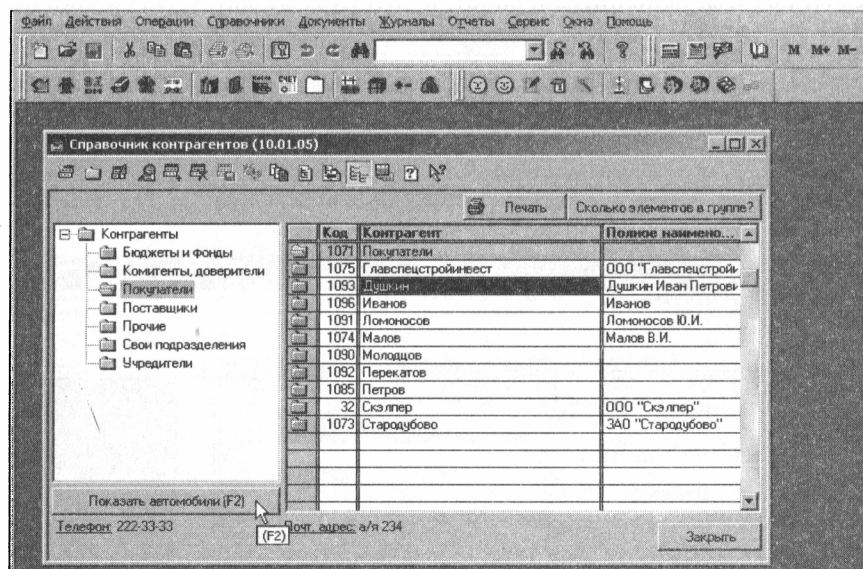 Файл Действия Операции Справочники Документы Журналы Отчеты Сервис Окна Помощь
М М+ М-
Справочник контрагентов (10.01.05)
Печать Сколько элементов в группе?
Контрагенты
Бюджеты и фонды
Комитенты, доверители
Покупатели
Поставщики
Прочие
Свои подразделения
Учредители
Код Контрагент Полное наимено...
1071 Покупатели
1075 Главспецстройинвест ООО "Главспецстрой
1093 Душкин Душкин Иван Петрови
1096 Иванов Иванов
1091 Ломоносов Ломоносов Ю.И.
1074 Малов Малов В.И.
1090 Молодцов
1092 Перекатов
1085 Петров
32 Скэлпер ООО "Скэлпер"
1073 Стародубово ЗАО "Стародубово"
Показать автомобили (F2)
Телефон: 222-33-33 (F2) Почт. адрес: а/я 234
Закрыть